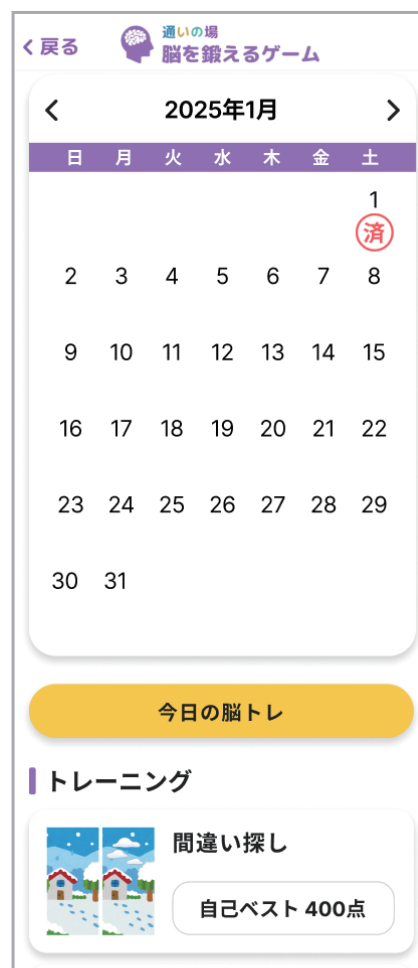 戻る
通いの場
脳を鍛えるゲーム
2025年1月
日 月 火 水 木 金 土
1
済
2 3 4 5 6 7 8
9 10 11 12 13 14 15
16 17 18 19 20 21 22
23 24 25 26 27 28 29
30 31
今日の脳トレ
トレーニング
間違い探し
自己ベスト 400点